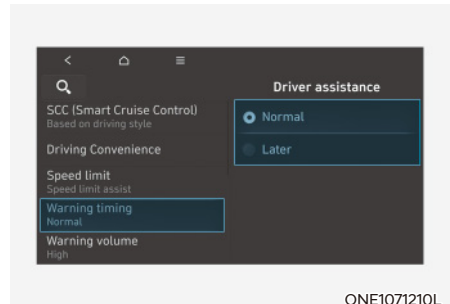 Driver assistance
SCC (Smart Cruise Control)
Based on driving style
Driving Convenience
Speed limit
Speed limit assist
Warning timing
Normal
Warning volume
High
Normal
Later
ONE1071210L